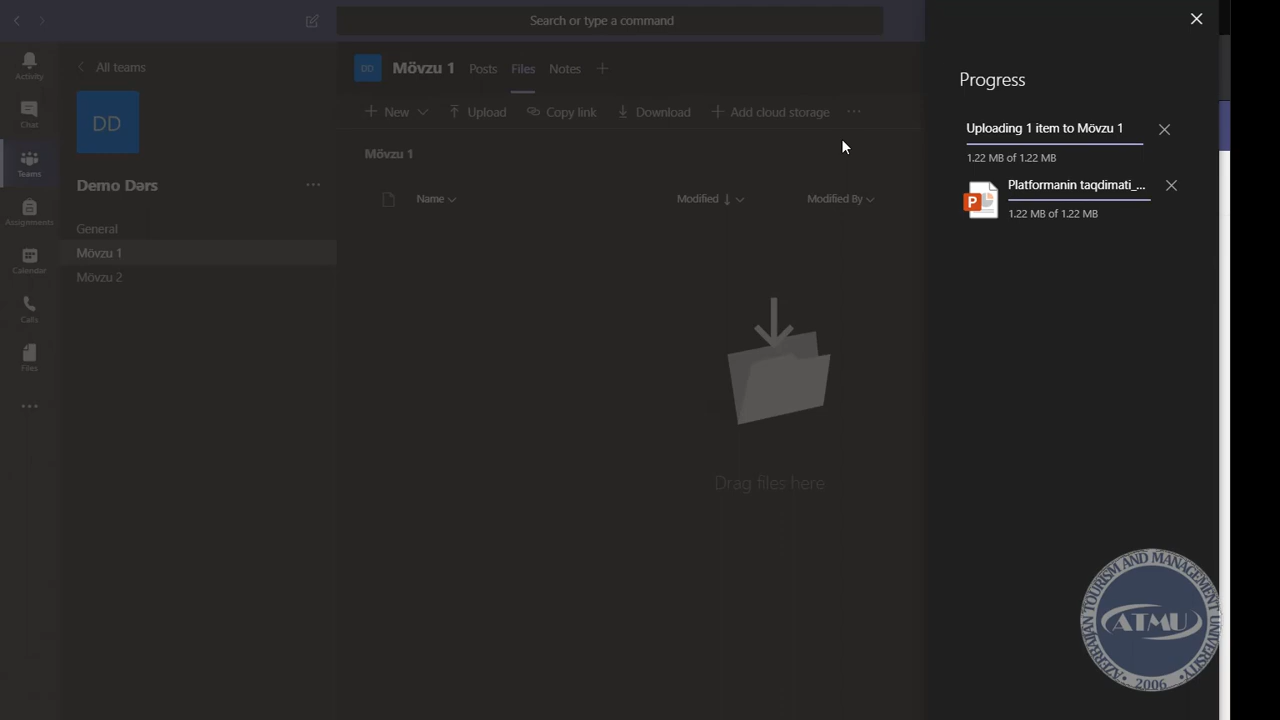 Search or type a command
Activity
Chat
Teams
Assignments
Calendar
Calls
Files
All teams
DD
Demo Dərs
General
Mövzu 1
Mövzu 2
DD
Mövzu 1
Posts
Files
Notes
New
Upload
Copy link
Download
Add cloud storage
Mövzu 1
Name
Modified
Modified By
Drag files here
Progress
Uploading 1 item to Mövzu 1
1.22 MB of 1.22 MB
P
Platformanin taqdimati_...
1.22 MB of 1.22 MB
AZERBAIJAN TOURISM AND MANAGEMENT UNIVERSITY
ATMU
2006